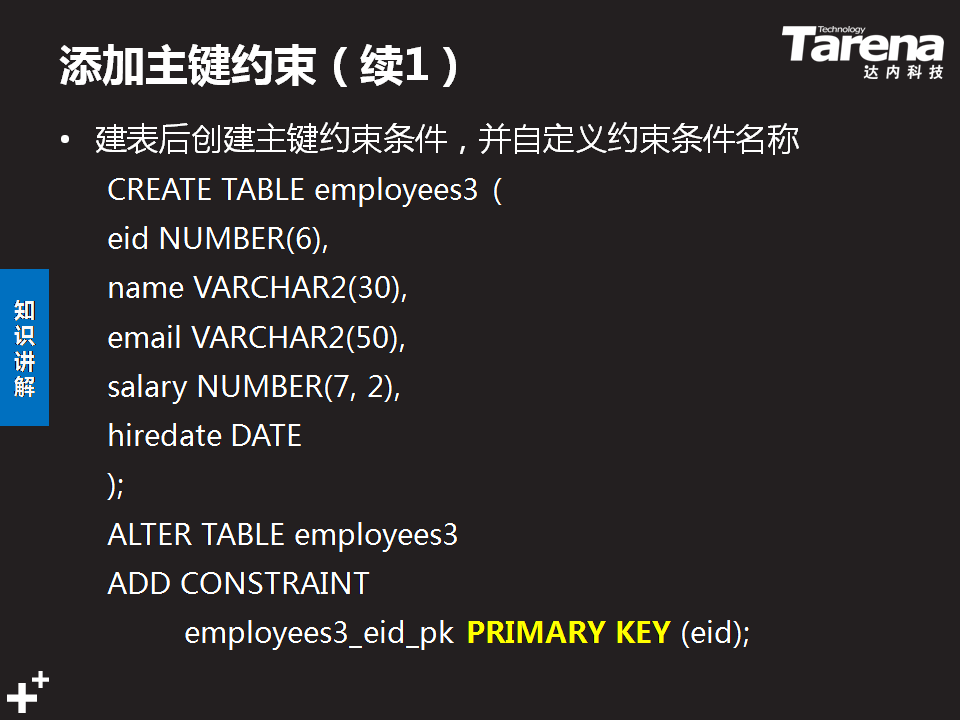 添加主键约束（续1）
Technology
Tarena
达内科技
• 建表后创建主键约束条件，并自定义约束条件名称
CREATE TABLE employees3（
eid NUMBER(6),
name VARCHAR2(30),
email VARCHAR2(50),
salary NUMBER(7, 2),
hiredate DATE
);
ALTER TABLE employees3
ADD CONSTRAINT
employees3_eid_pk PRIMARY KEY (eid);
知识讲解